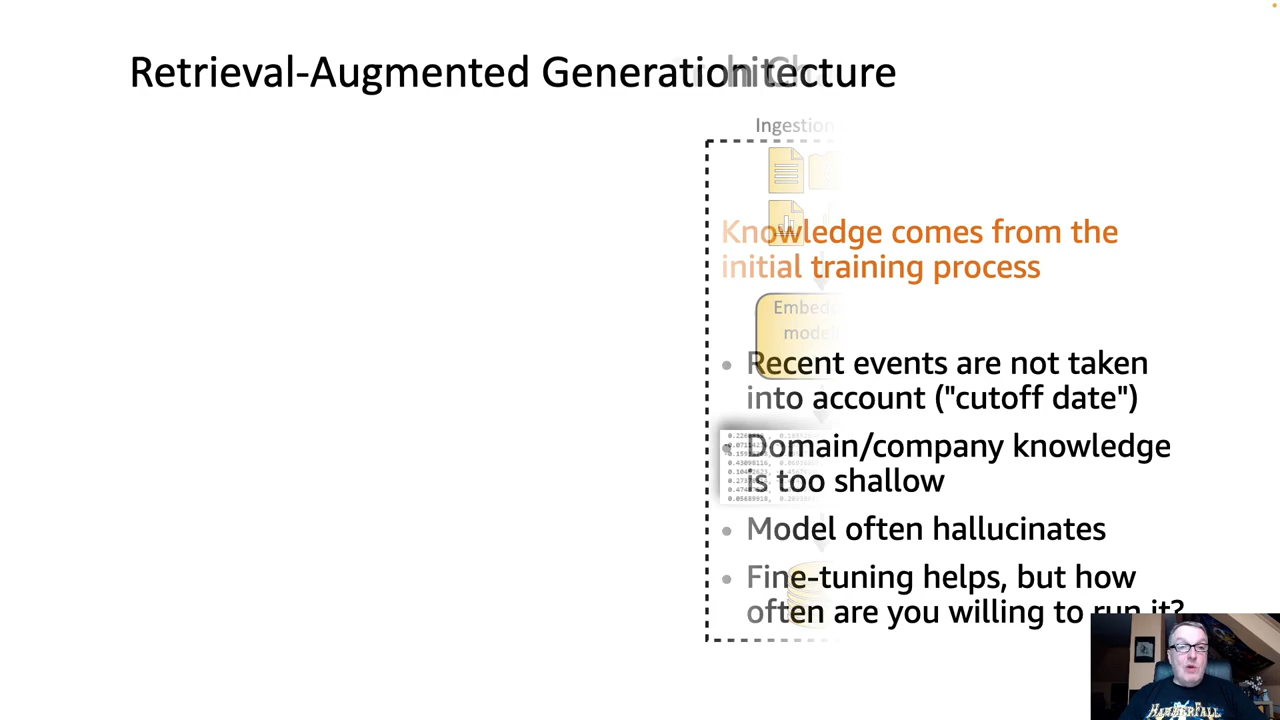 Retrieval-Augmented Generation
Ingestion
Knowledge comes from the
initial training process
model
Recent events are not taken
into account ("cutoff date")
Domain/company knowledge
is too shallow
Model often hallucinates
Fine-tuning helps, but how
often are you willing to run it?
HAMMERFALL